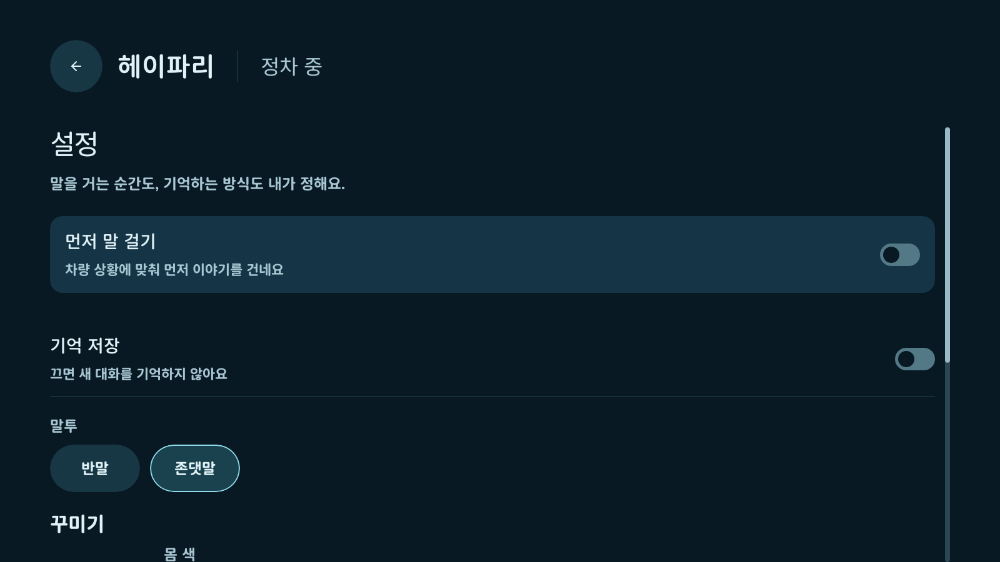 헤이파리
정차 중
설정
말을 거는 순간도, 기억하는 방식도 내가 정해요.
먼저 말 걸기
차량 상황에 맞춰 먼저 이야기를 건네요
기억 저장
끄면 새 대화를 기억하지 않아요
말투
반말
존댓말
꾸미기
몸 색